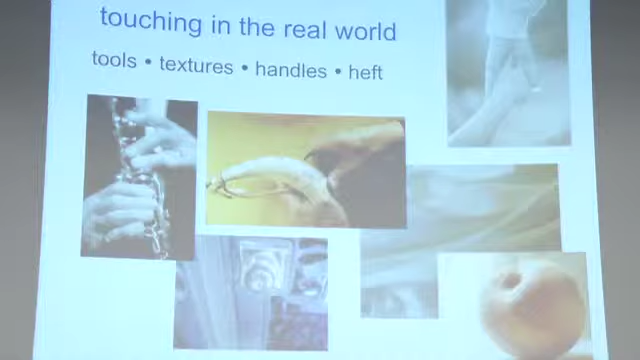 touching in the real world
tools • textures • handles • heft